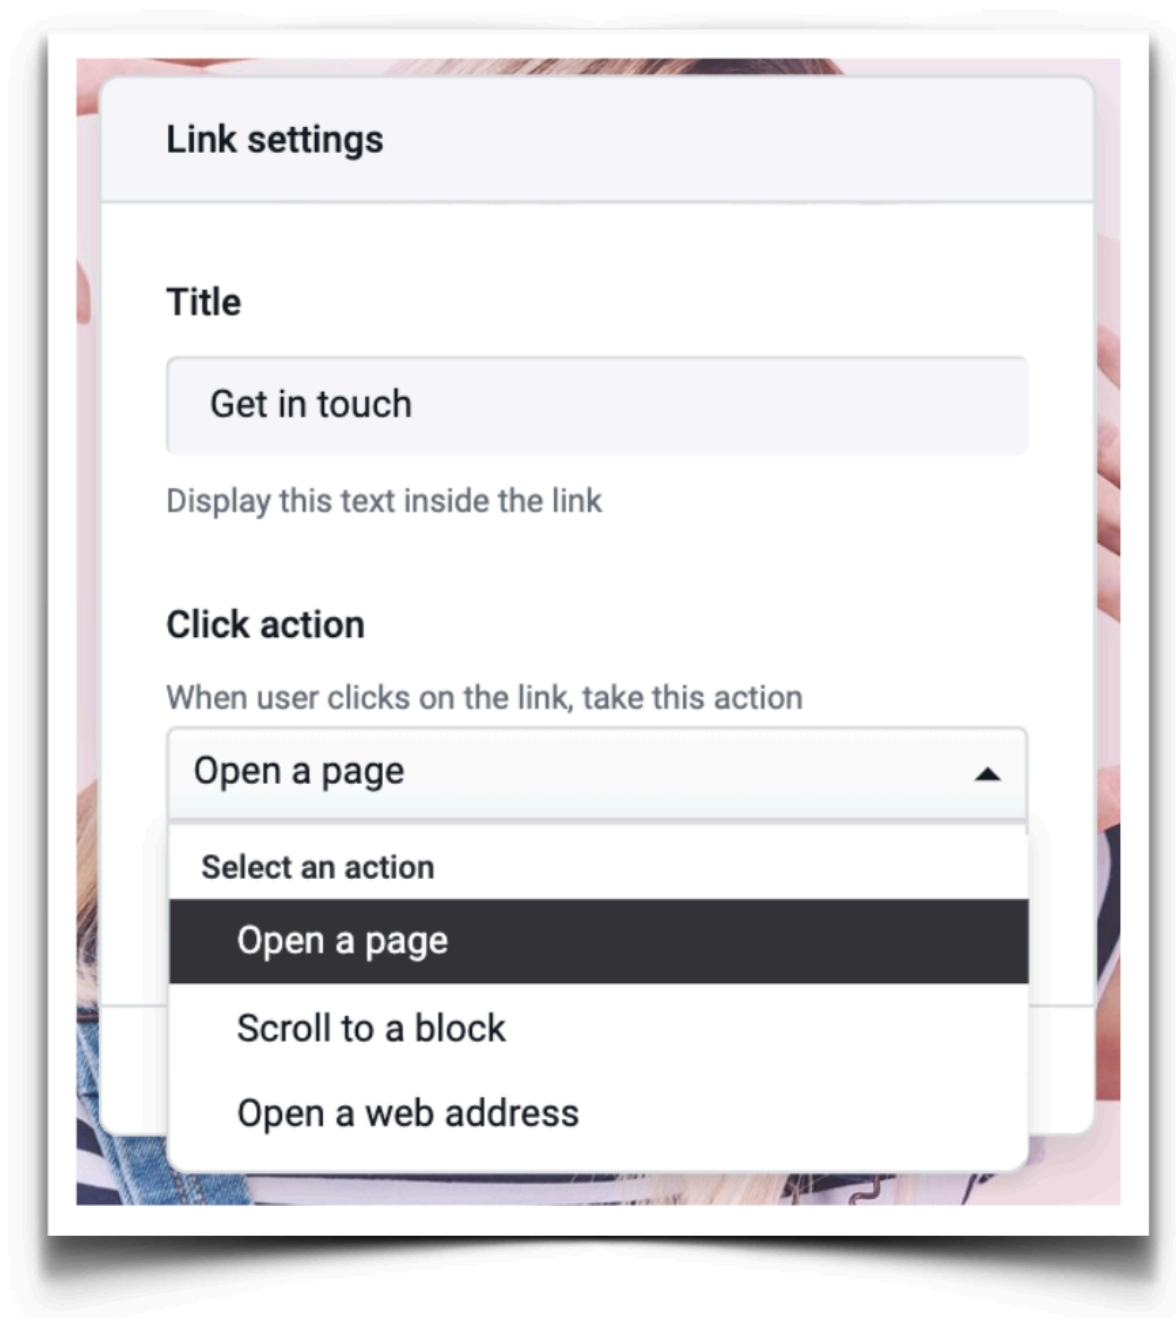 Link settings
Title
Get in touch
Display this text inside the link
Click action
When user clicks on the link, take this action
Open a page
Select an action
Open a page
Scroll to a block
Open a web address